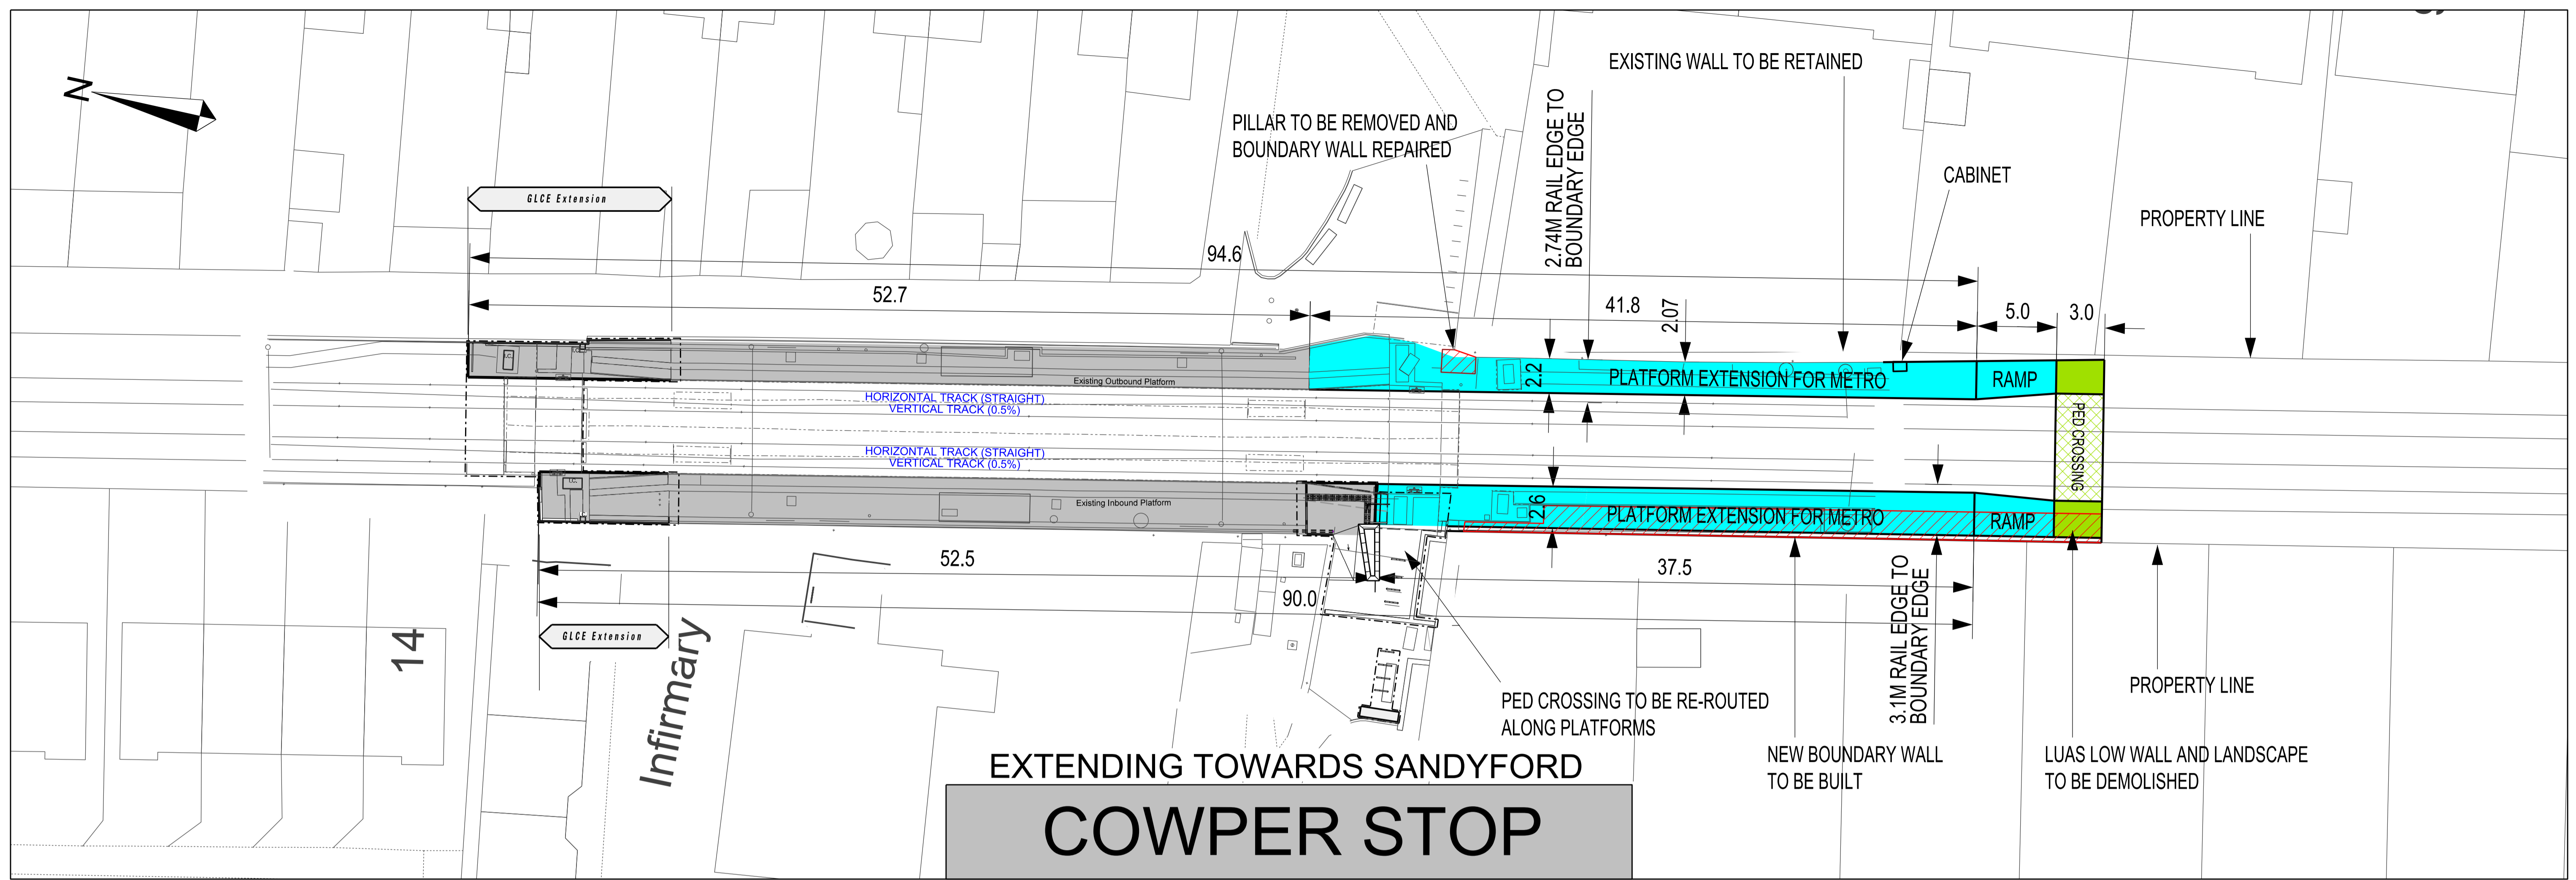 N
EXISTING WALL TO BE RETAINED
PILLAR TO BE REMOVED AND
BOUNDARY WALL REPAIRED
2.74M RAIL EDGE TO
BOUNDARY EDGE
CABINET
PROPERTY LINE
GLCE Extension
94.6
52.7
41.8
2.07
5.0
3.0
I.C.
Existing Outbound Platform
2.2
PLATFORM EXTENSION FOR METRO
RAMP
HORIZONTAL TRACK (STRAIGHT)
VERTICAL TRACK (0.5%)
PED CROSSING
HORIZONTAL TRACK (STRAIGHT)
VERTICAL TRACK (0.5%)
I.C.
Existing Inbound Platform
2.6
PLATFORM EXTENSION FOR METRO
RAMP
52.5
37.5
90.0
GLCE Extension
14
Infirmary
3.1M RAIL EDGE TO
BOUNDARY EDGE
PROPERTY LINE
PED CROSSING TO BE RE-ROUTED
ALONG PLATFORMS
NEW BOUNDARY WALL
TO BE BUILT
LUAS LOW WALL AND LANDSCAPE
TO BE DEMOLISHED
EXTENDING TOWARDS SANDYFORD
COWPER STOP